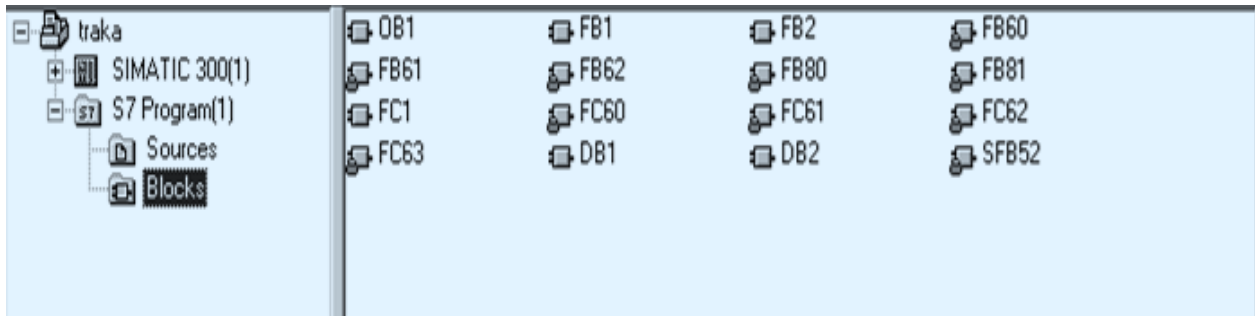 traka
SIMATIC 300(1)
S7 Program(1)
Sources
Blocks
OB1 FB1 FB2 FB60
FB61 FB62 FB80 FB81
FC1 FC60 FC61 FC62
FC63 DB1 DB2 SFB52